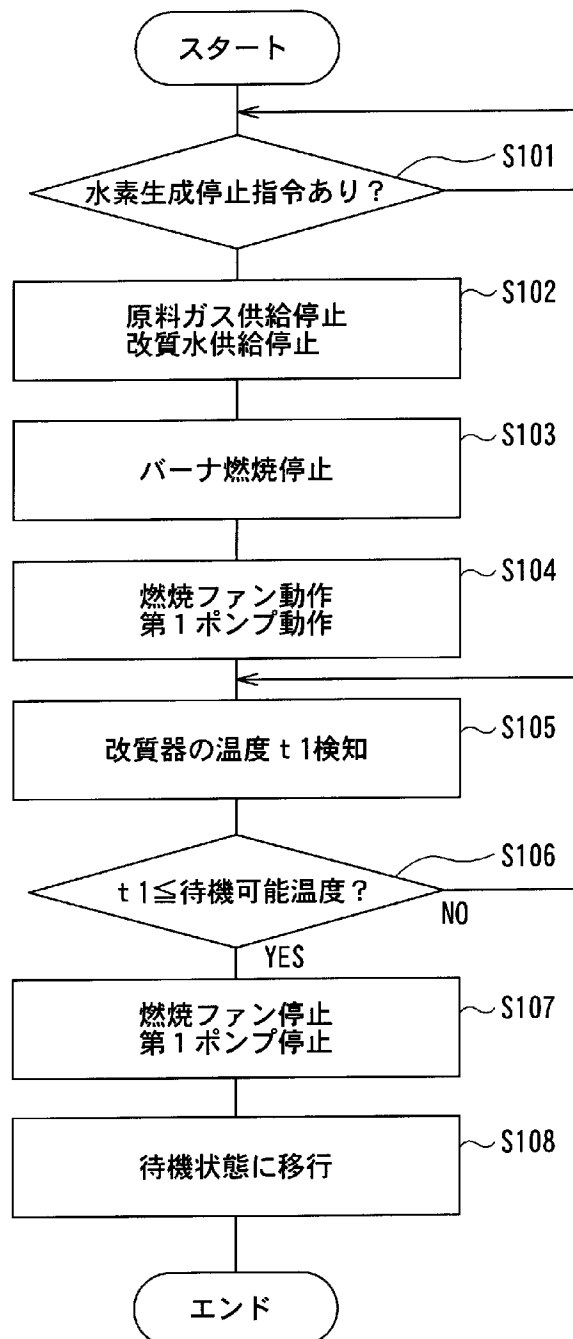 スタート
水素生成停止指令あり?
S101
原料ガス供給停止
改質水供給停止
S102
バーナ燃焼停止
S103
燃焼ファン動作
第1ポンプ動作
S104
改質器の温度t1検知
S105
t1≦待機可能温度?
S106
NO
YES
燃焼ファン停止
第1ポンプ停止
S107
待機状態に移行
S108
エンド